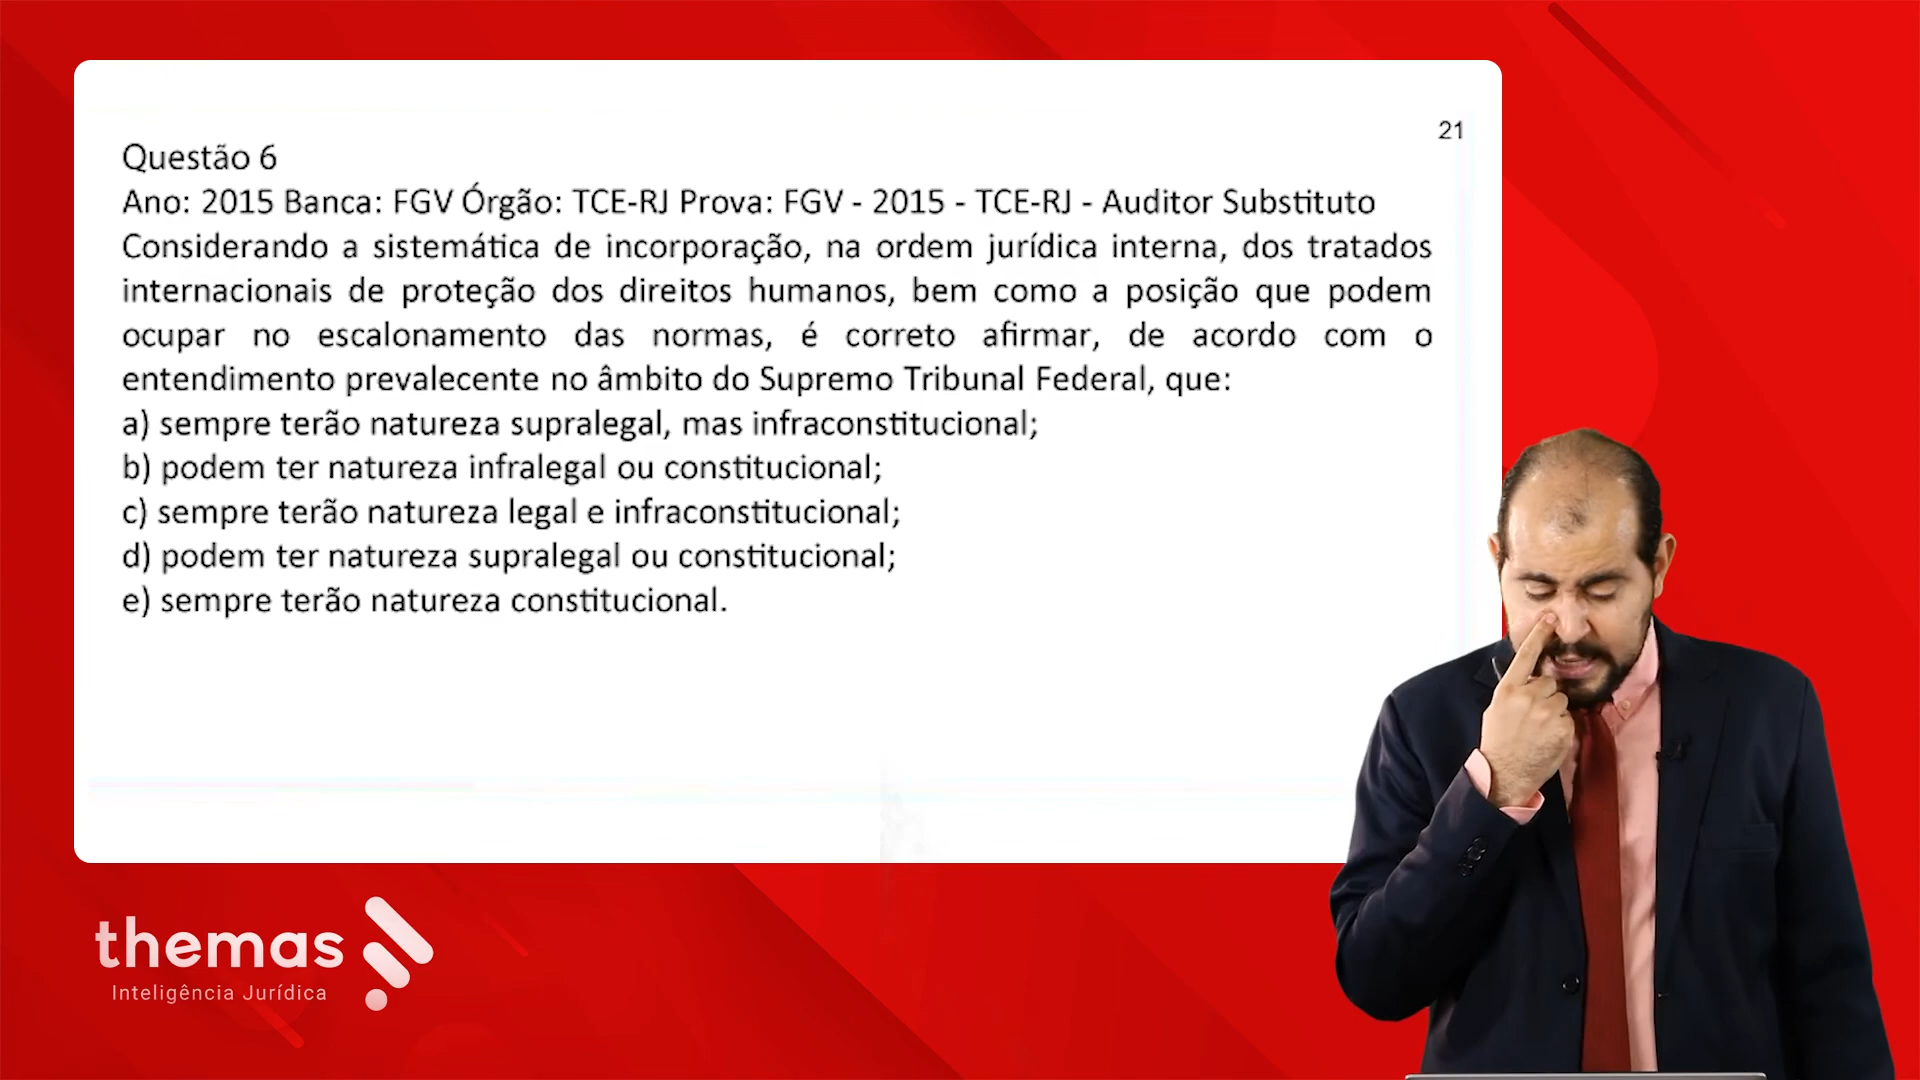 21
Questão 6
Ano: 2015 Banca: FGV Órgão: TCE-RJ Prova: FGV - 2015 - TCE-RJ - Auditor Substituto
Considerando a sistemática de incorporação, na ordem jurídica interna, dos tratados
internacionais de proteção dos direitos humanos, bem como a posição que podem
ocupar no escalonamento das normas, é correto afirmar, de acordo com o
entendimento prevalecente no âmbito do Supremo Tribunal Federal, que:
a) sempre terão natureza supralegal, mas infraconstitucional;
b) podem ter natureza infralegal ou constitucional;
c) sempre terão natureza legal e infraconstitucional;
d) podem ter natureza supralegal ou constitucional;
e) sempre terão natureza constitucional.
themas
Inteligência Jurídica